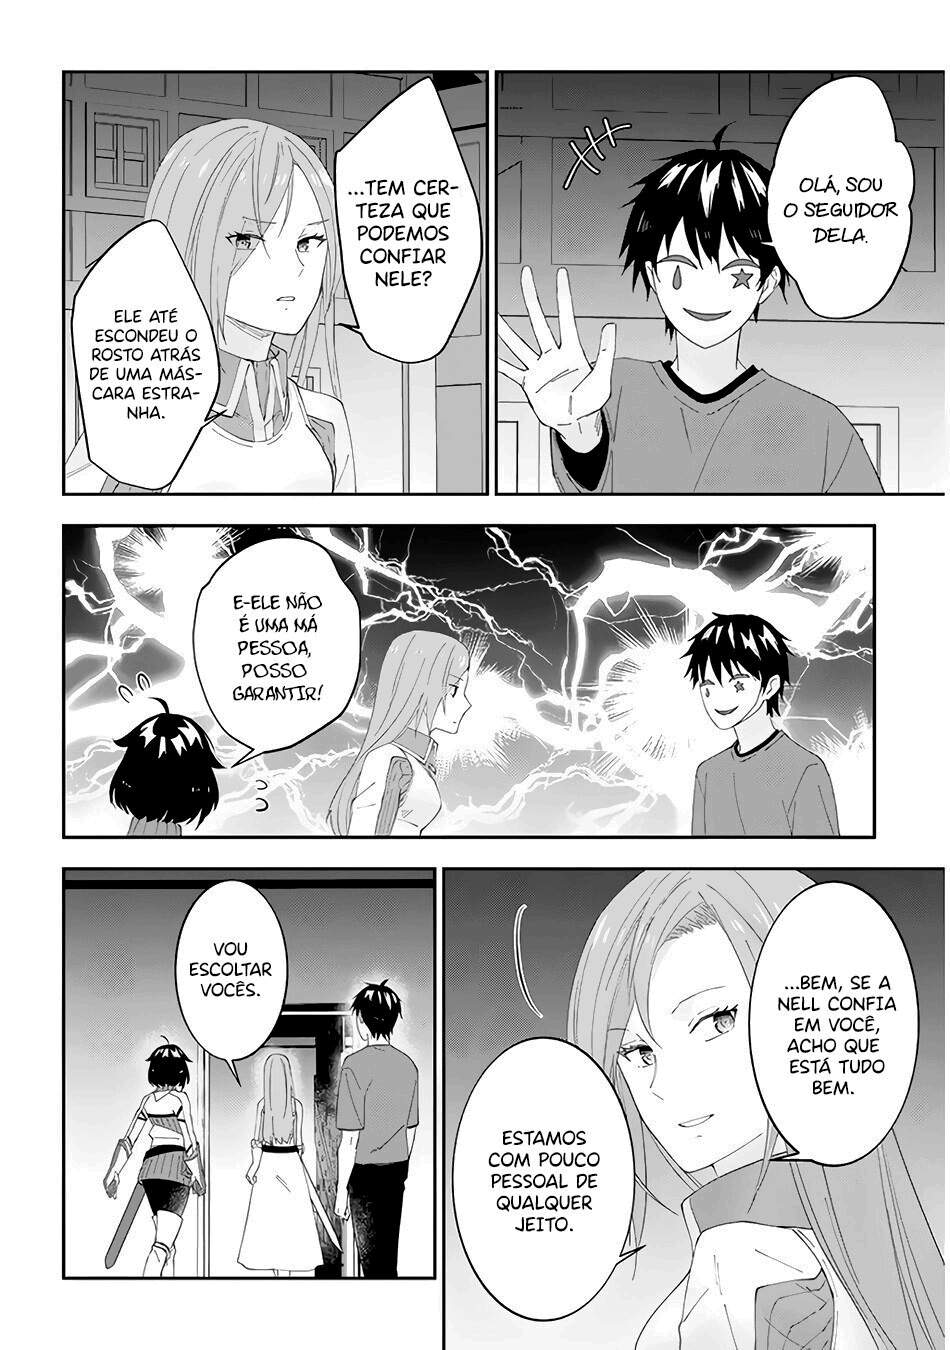 OLÁ, SOU
O SEGUIDOR
DELA.
...TEM CER-
TEZA QUE
PODEMOS
CONFIAR
NELE?
ELE ATÉ
ESCONDEU O
ROSTO ATRÁS
DE UMA MÁS-
CARA ESTRA-
NHA.
E-ELE NÃO
É UMA MÁ
PESSOA,
POSSO
GARANTIR!
...BEM, SE A
NELL CONFIA
EM VOCÊ,
ACHO QUE
ESTÁ TUDO
BEM.
ESTAMOS
COM POUCO
PESSOAL DE
QUALQUER
JEITO.
VOU
ESCOLTAR
VOCÊS.